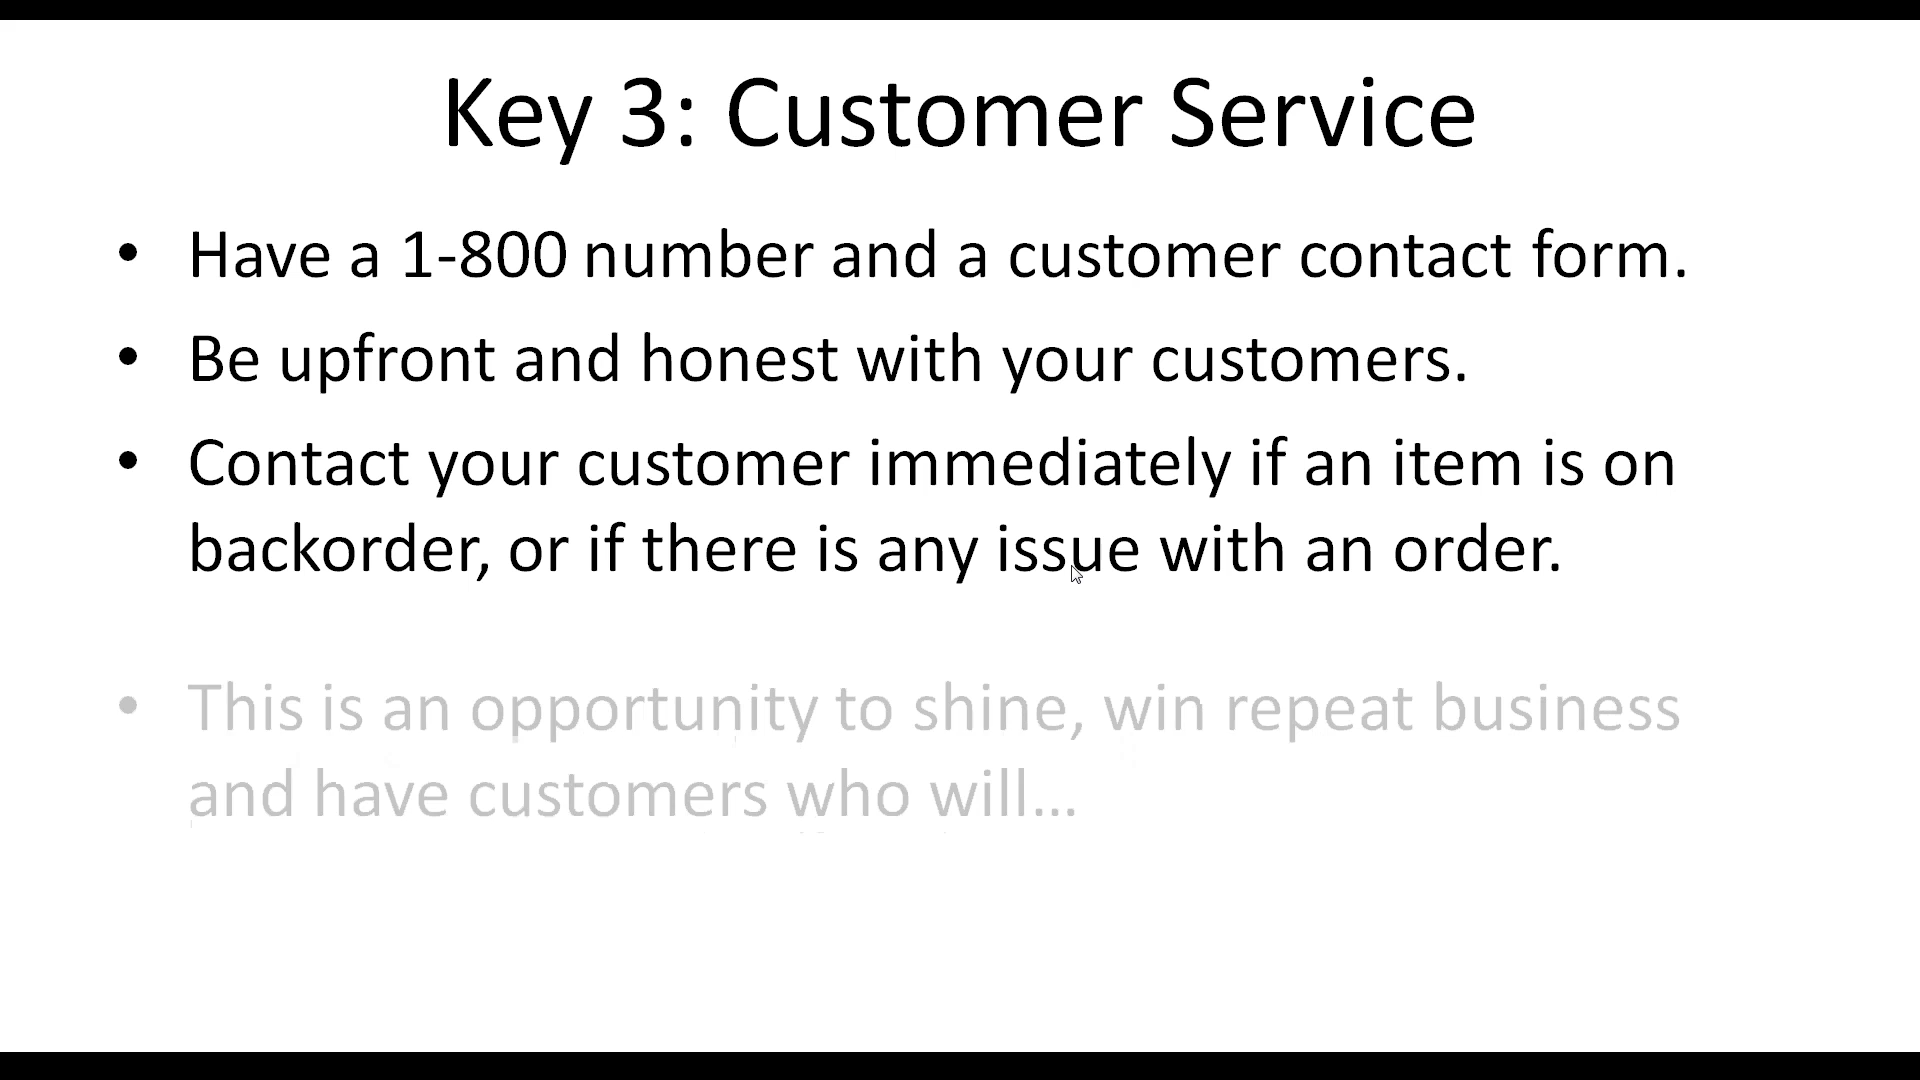 Key 3: Customer Service
• Have a 1-800 number and a customer contact form.
• Be upfront and honest with your customers.
• Contact your customer immediately if an item is on
backorder, or if there is any issue with an order.
• This is an opportunity to shine, win repeat business
and have customers who will...